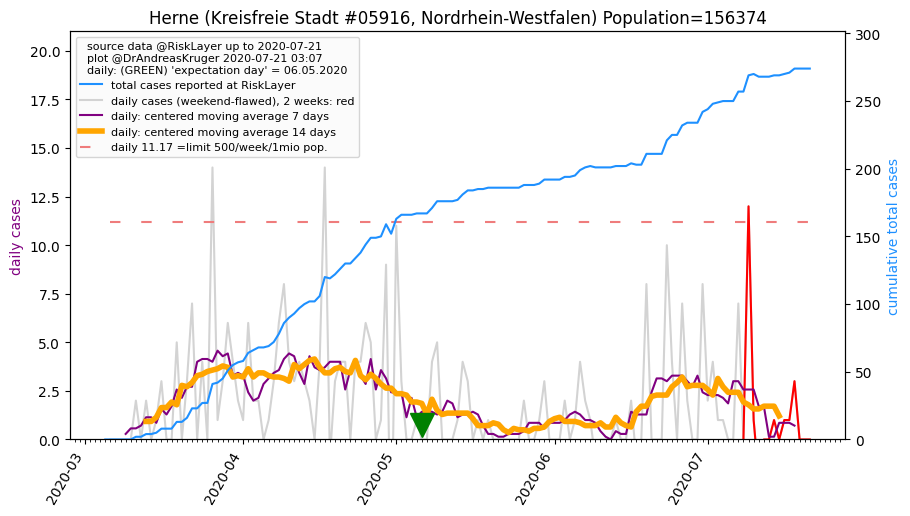 Herne (Kreisfreie Stadt #05916, Nordrhein-Westfalen) Population=156374
source data @RiskLayer up to 2020-07-21
plot @DrAndreasKruger 2020-07-21 03:07
daily: (GREEN) 'expectation day' = 06.05.2020
total cases reported at RiskLayer
daily cases (weekend-flawed), 2 weeks: red
daily: centered moving average 7 days
daily: centered moving average 14 days
daily 11.17 =limit 500/week/1mio pop.
daily cases
20.0
17.5
15.0
12.5
10.0
7.5
5.0
2.5
0.0
300
250
200
150
100
50
0
cumulative total cases
2020-03
2020-04
2020-05
2020-06
2020-07